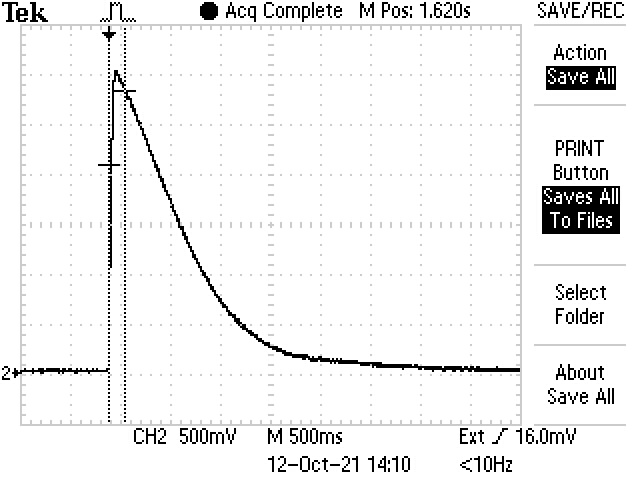 Tek Acq Complete M Pos: 1.620s SAVE/REC
Action
Save All
PRINT
Button
Saves All
To Files
Select
Folder
About
Save All
2
CH2 500mV M 500ms Ext 16.0mV
12-Oct-21 14:10 <10Hz